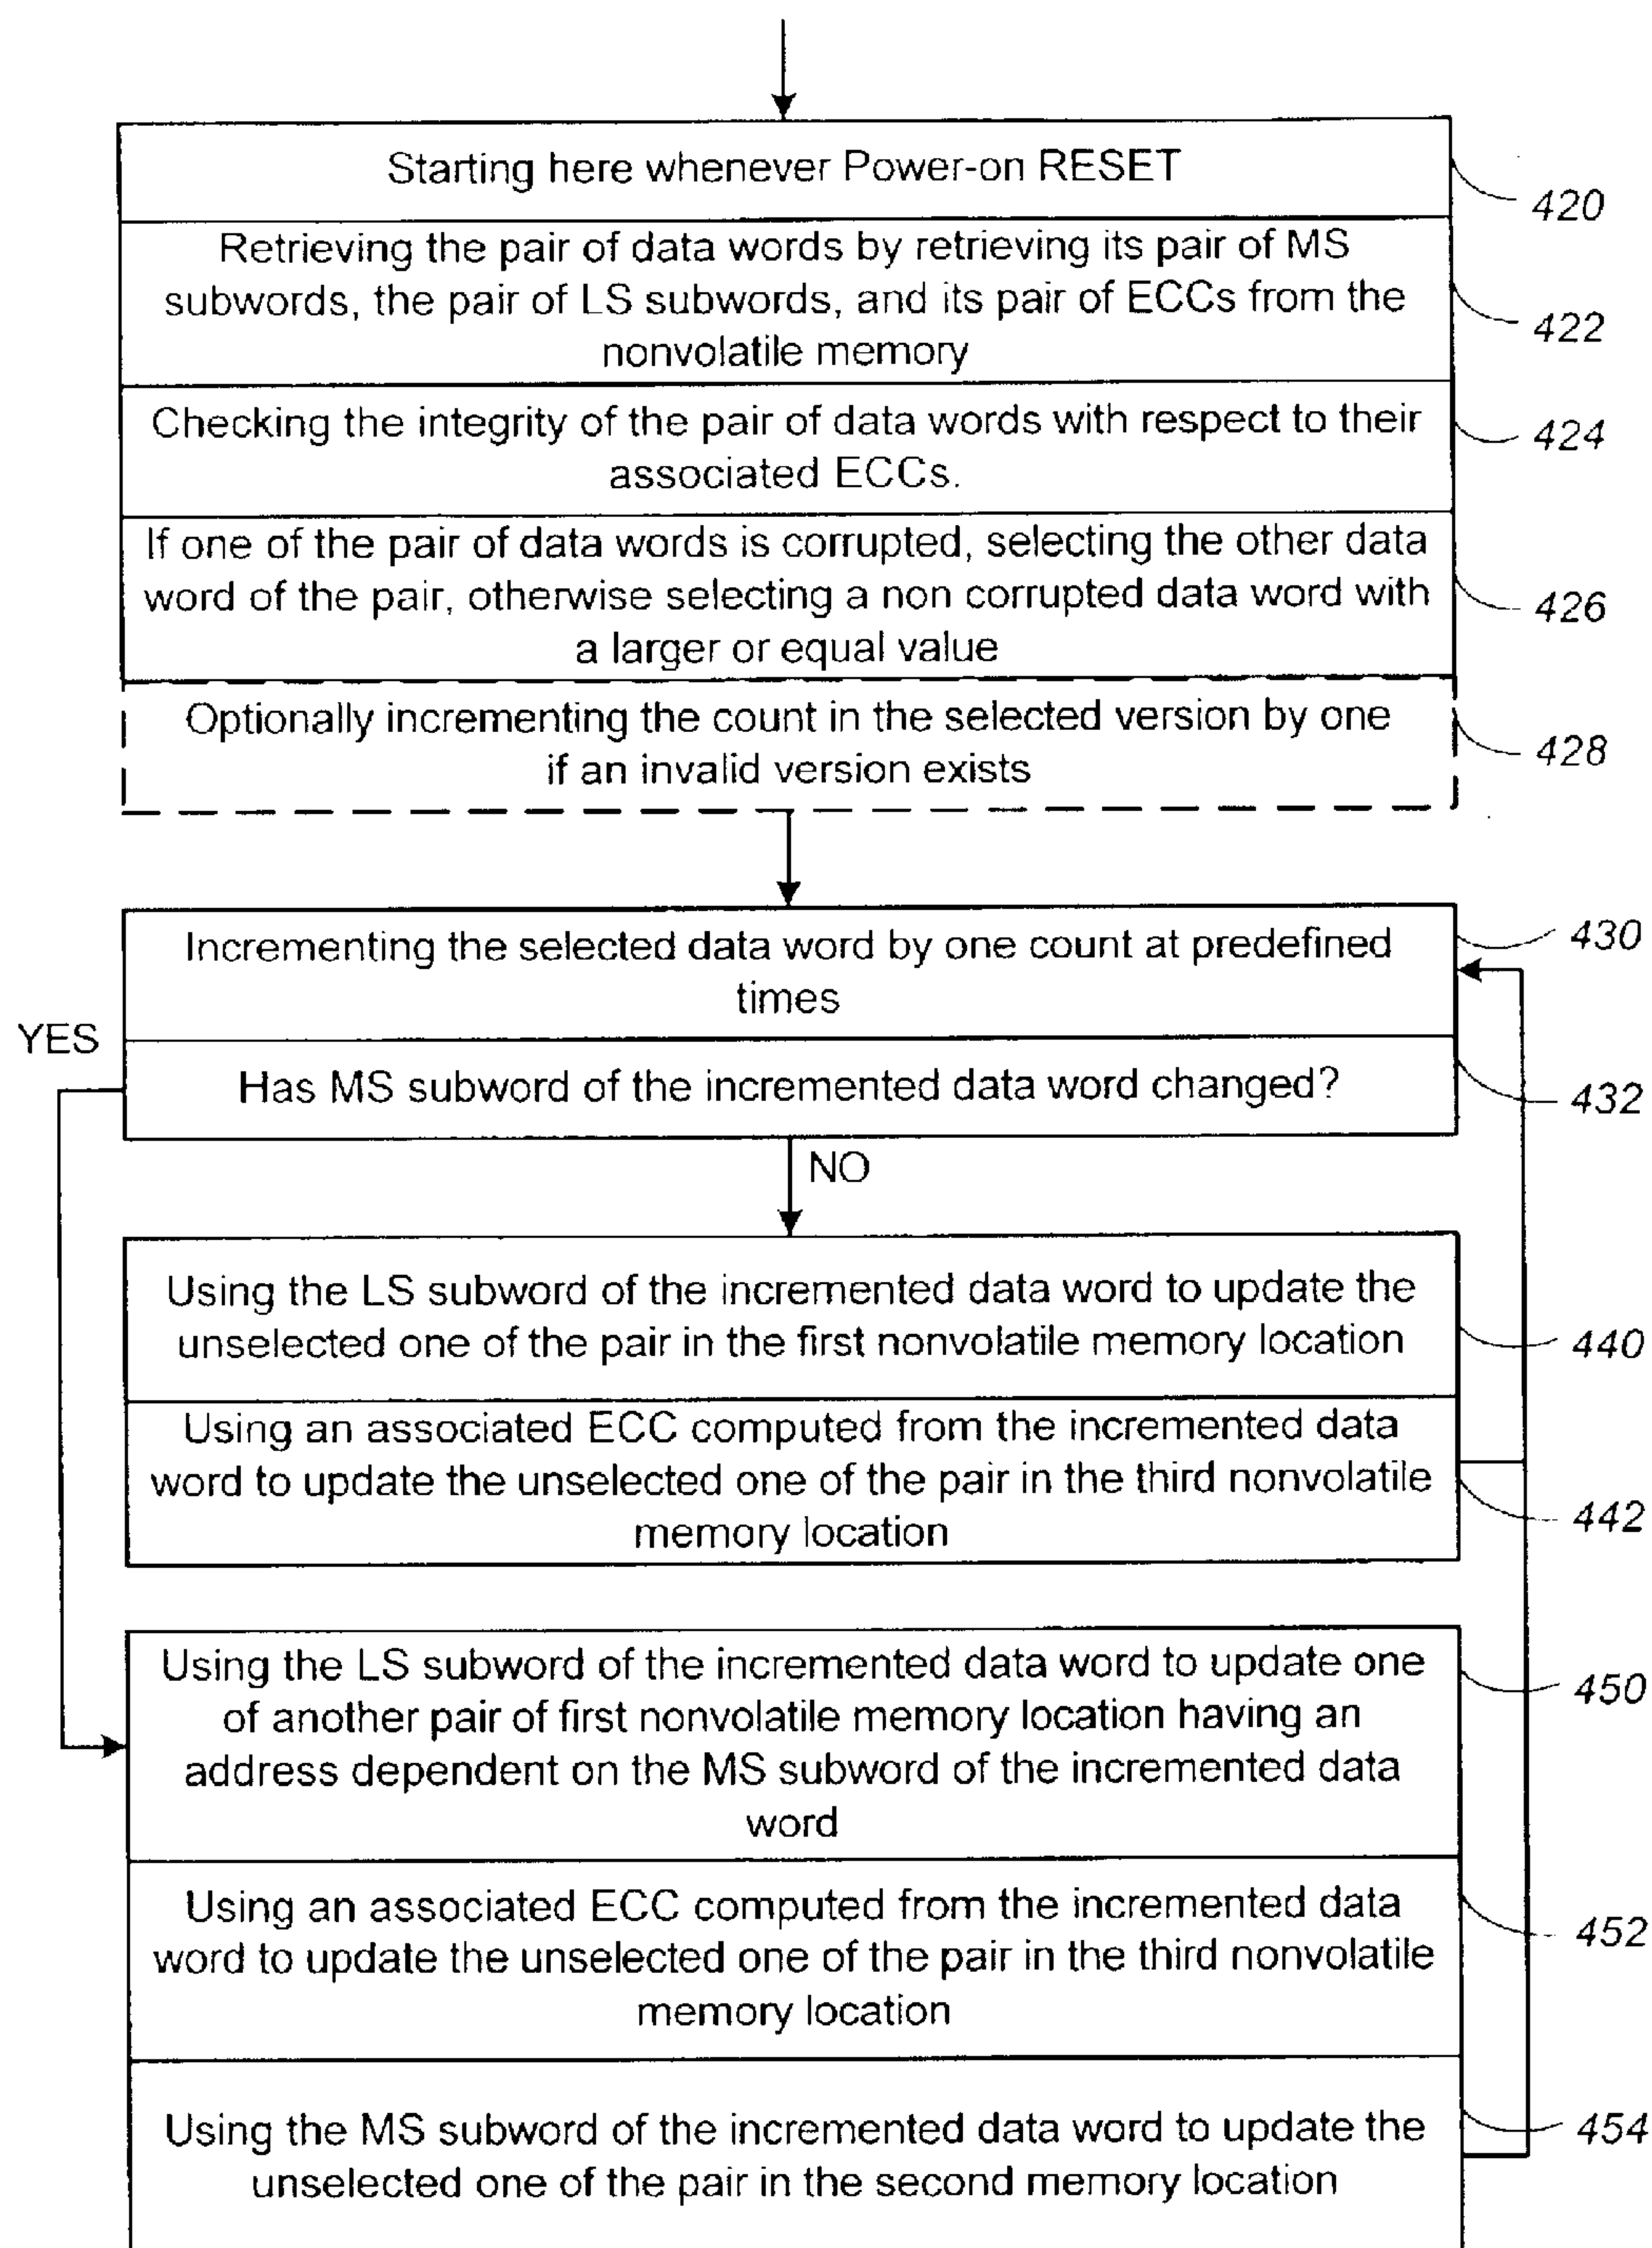 Starting here whenever Power-on RESET
420
Retrieving the pair of data words by retrieving its pair of MS
subwords, the pair of LS subwords, and its pair of ECCs from the
nonvolatile memory
422
Checking the integrity of the pair of data words with respect to their
associated ECCs.
424
If one of the pair of data words is corrupted, selecting the other data
word of the pair, otherwise selecting a non corrupted data word with
a larger or equal value
426
Optionally incrementing the count in the selected version by one
if an invalid version exists
428
Incrementing the selected data word by one count at predefined
times
430
YES
Has MS subword of the incremented data word changed?
432
NO
Using the LS subword of the incremented data word to update the
unselected one of the pair in the first nonvolatile memory location
440
Using an associated ECC computed from the incremented data
word to update the unselected one of the pair in the third nonvolatile
memory location
442
Using the LS subword of the incremented data word to update one
of another pair of first nonvolatile memory location having an
address dependent on the MS subword of the incremented data
word
450
Using an associated ECC computed from the incremented data
word to update the unselected one of the pair in the third nonvolatile
memory location
452
Using the MS subword of the incremented data word to update the
unselected one of the pair in the second memory location
454